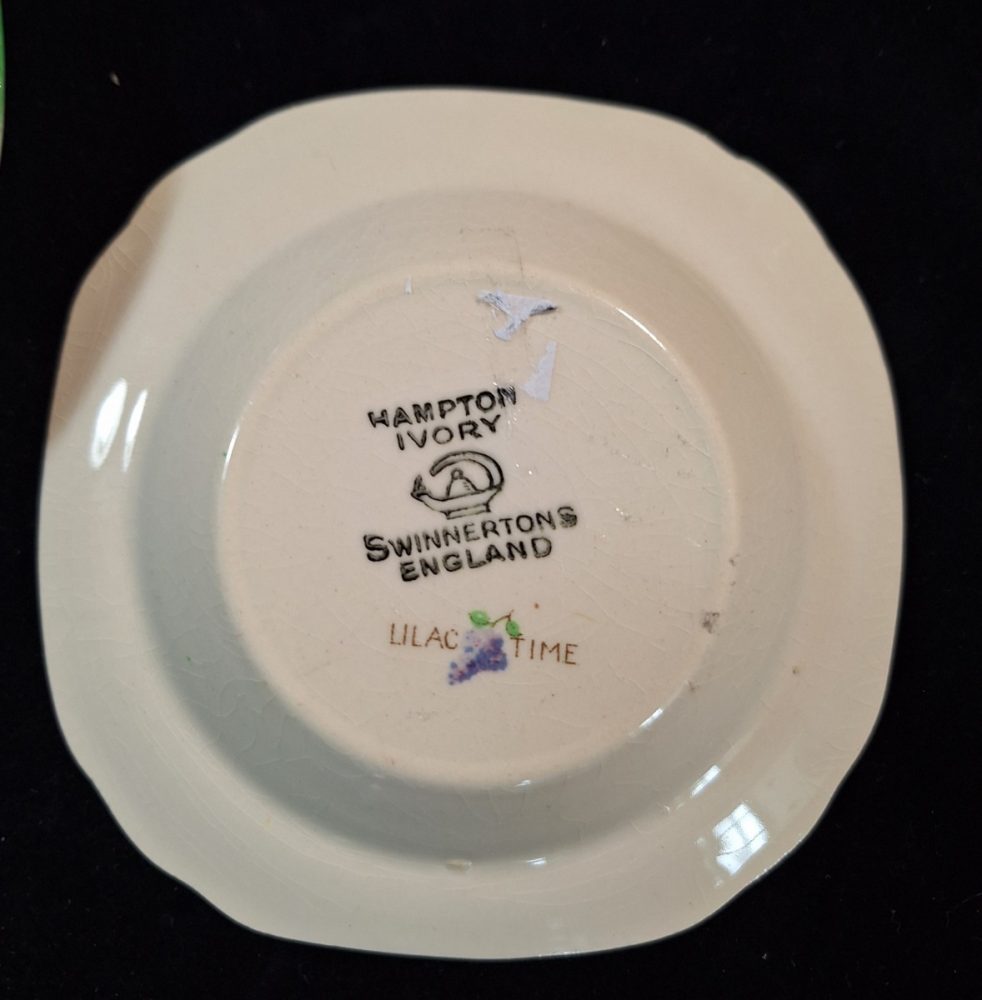 HAMPTON
IVORY
SWINNERTONS
ENGLAND
LILAC TIME